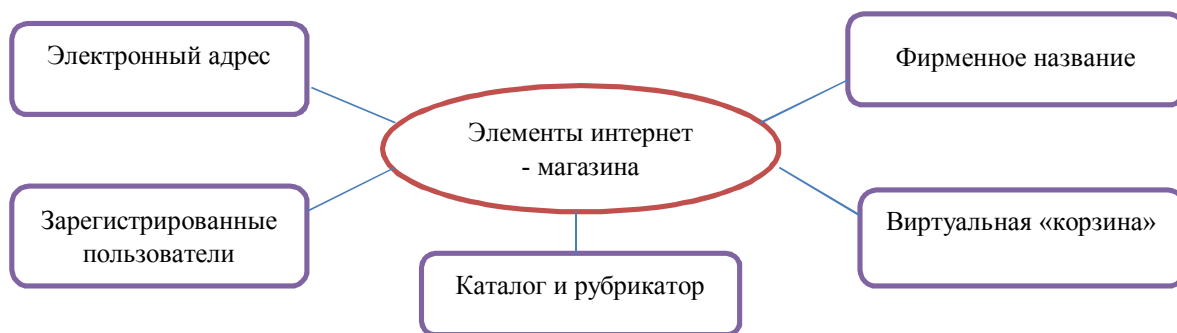 Электронный адрес
Фирменное название
Элементы интернет
- магазина
Зарегистрированные
пользователи
Виртуальная «корзина»
Каталог и рубрикатор